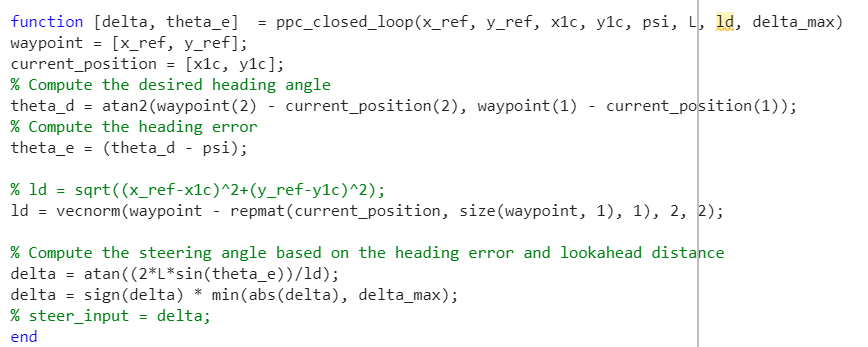 function [delta, theta_e]  = ppc_closed_loop(x_ref, y_ref, x1c, y1c, psi, L, ld, delta_max)
waypoint = [x_ref, y_ref];
current_position = [x1c, y1c];
% Compute the desired heading angle
theta_d = atan2(waypoint(2) - current_position(2), waypoint(1) - current_position(1));
% Compute the heading error
theta_e = (theta_d - psi);
% ld = sqrt((x_ref-x1c)^2+(y_ref-y1c)^2);
ld = vecnorm(waypoint - repmat(current_position, size(waypoint, 1), 1), 2, 2);
% Compute the steering angle based on the heading error and lookahead distance
delta = atan((2*L*sin(theta_e))/ld);
delta = sign(delta) * min(abs(delta), delta_max);
% steer_input = delta;
end